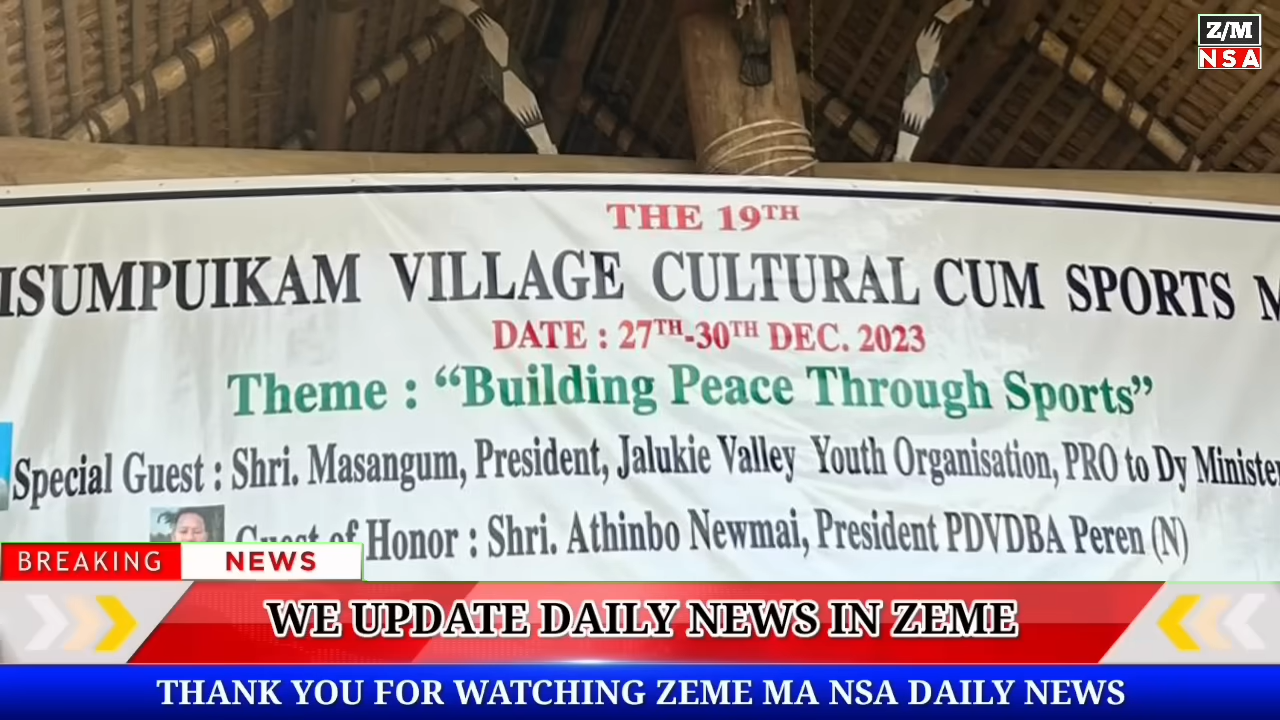 Z/M
NSA
THE 19TH
ISUMPUIKAM VILLAGE CULTURAL CUM SPORTS
DATE : 27TH-30TH DEC. 2023
Theme : “Building Peace Through Sports”
Special Guest : Shri. Masangum, President, Jalukie Valley Youth Organisation, PRO to Dy Minister
Guest of Honor : Shri. Athinbo Newmai, President PDVDBA Peren (N)
BREAKING NEWS
WE UPDATE DAILY NEWS IN ZEME
THANK YOU FOR WATCHING ZEME MA NSA DAILY NEWS